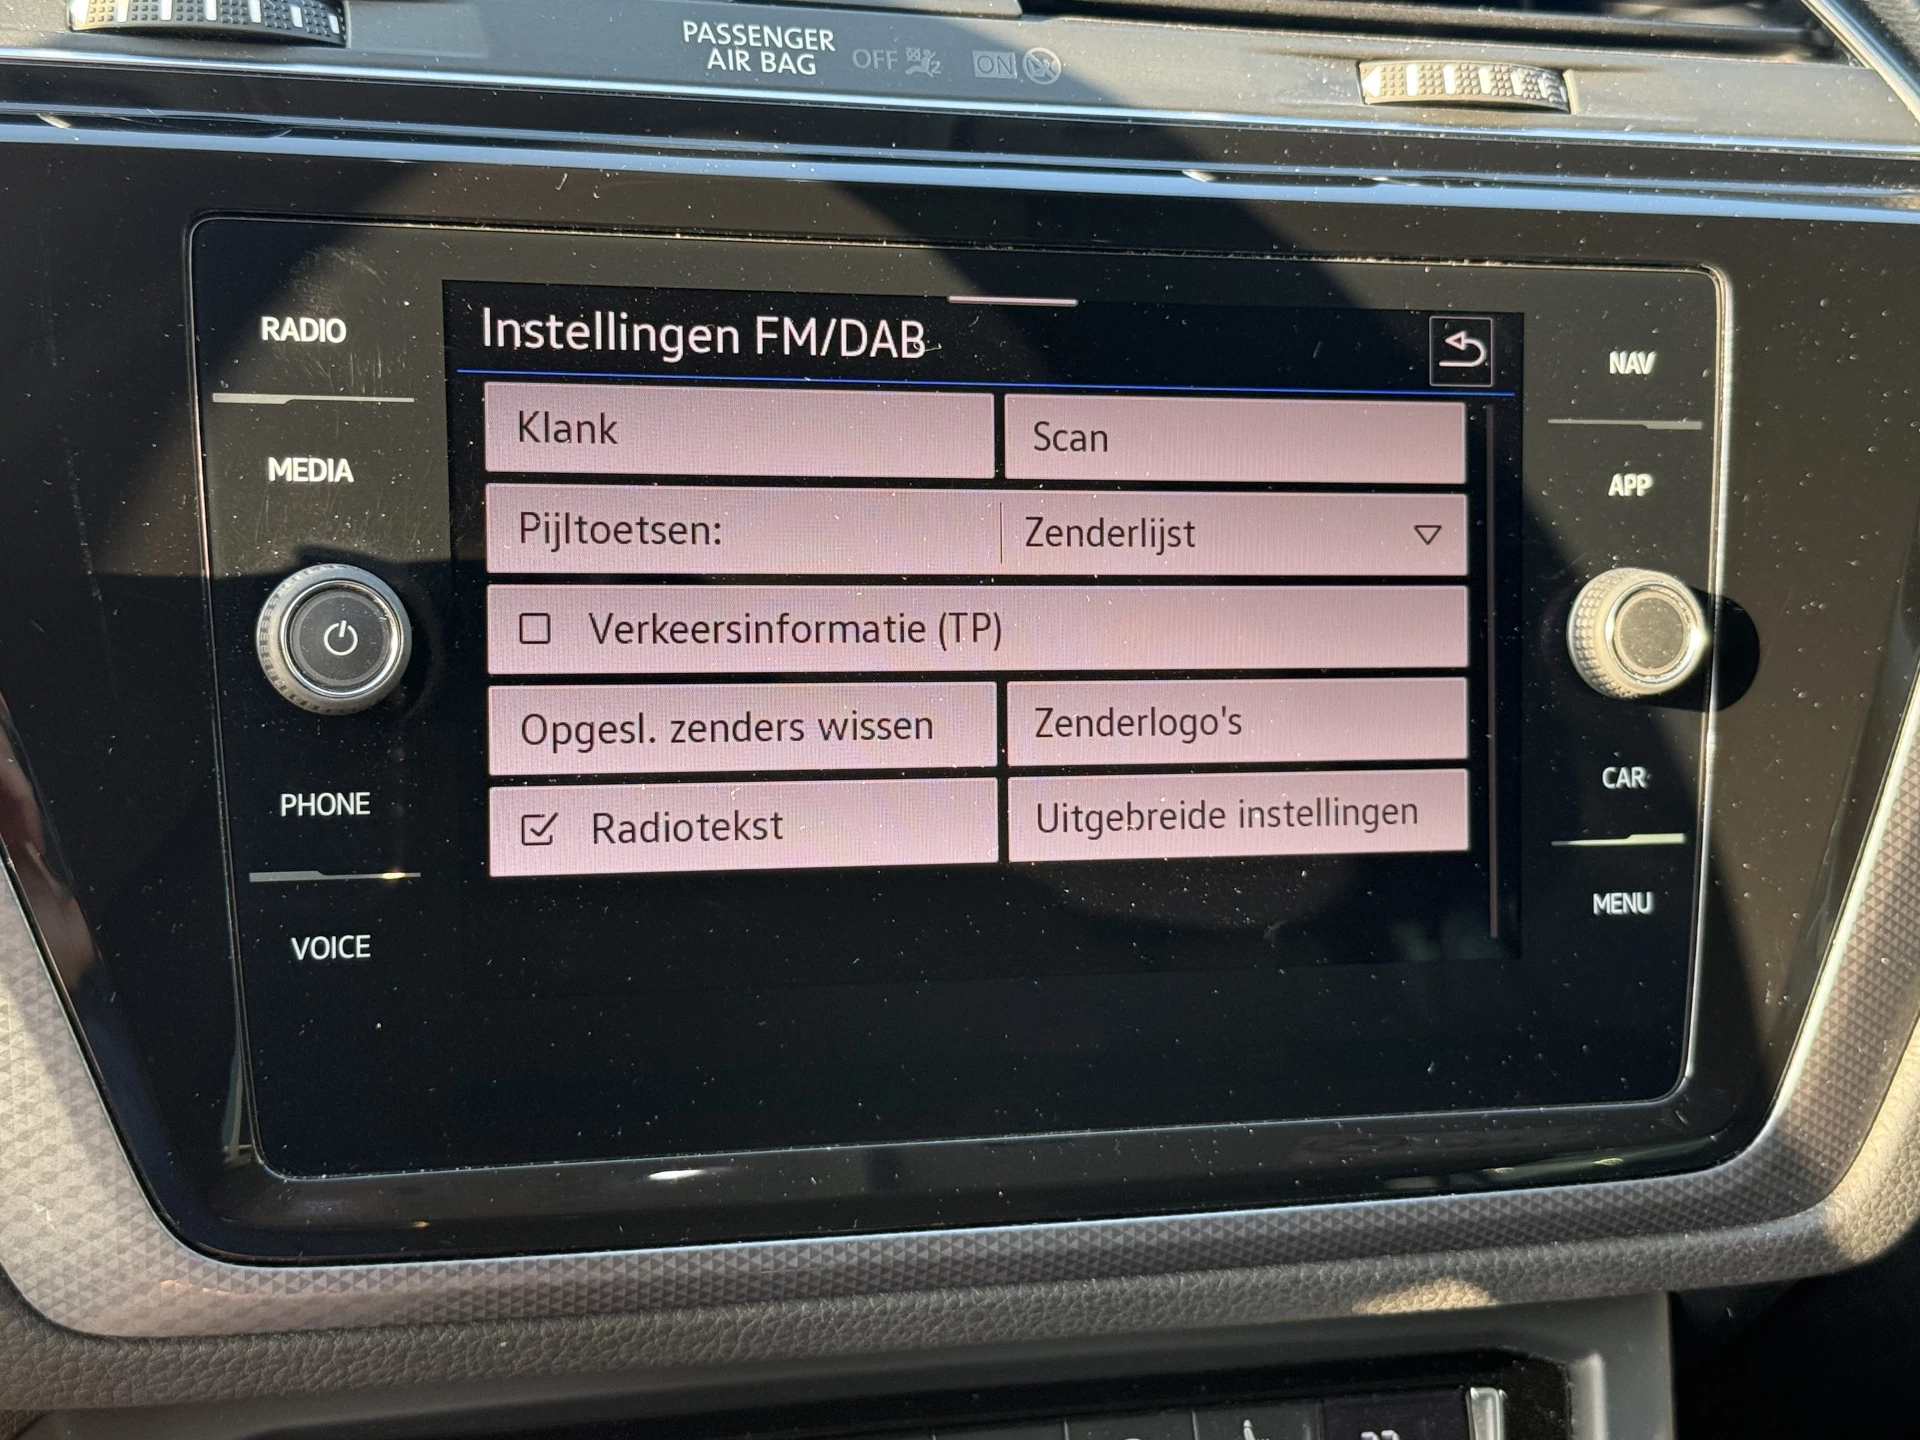 PASSENGER
AIR BAG
OFF
ON
RADIO
MEDIA
PHONE
VOICE
Instellingen FM/DAB
Klank
Scan
Pijltoetsen:
Zenderlijst
Verkeersinformatie (TP)
Opgesl. zenders wissen
Zenderlogo's
Radiotekst
Uitgebreide instellingen
NAV
APP
CAR
MENU